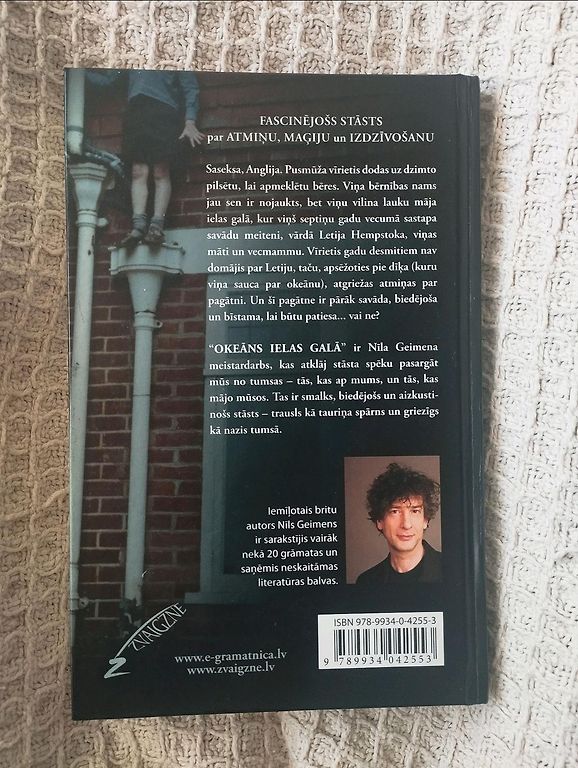 FASCINĒJOŠS STĀSTS
par ATMIŅU, MAĢIJU un IZDZĪVOŠANU
Saseksa, Anglija. Pusmūža vīrietis dodas uz dzimto
pilsētu, lai apmeklētu bēres. Viņa bērnības nams
jau sen ir nojaukts, bet viņu vilina lauku māja
ielas galā, kur viņš septiņu gadu vecumā sastapa
savādu meiteni, vārdā Letija Hempstoka, viņas
māti un vecmammu. Vīrietis gadu desmitiem nav
domājis par Letiju, taču, apsēžoties pie dīķa (kuru
viņa sauca par okeānu), atgriežas atmiņas par
pagātni. Un šī pagātne ir pārāk savāda, biedējoša
un bīstama, lai būtu patiesa... vai ne?
“OKEĀNS IELAS GALĀ” ir Nīla Geimena
meistardarbs, kas atklāj stāsta spēku pasargāt
mūs no tumsas – tās, kas ap mums, un tās, kas
mājo mūsos. Tas ir smalks, biedējošs un aizkusti-
nošs stāsts – trausls kā tauriņa spārns un griezīgs
kā nazis tumsā.
Iemīļotais britu
autors Nīls Geimens
ir sarakstījis vairāk
nekā 20 grāmatas un
saņēmis neskaitāmas
literatūras balvas.
ISBN 978-9934-0-4255-3
9 789934 042553
ZVAIGZNE
www.e-gramatnica.lv
www.zvaigzne.lv